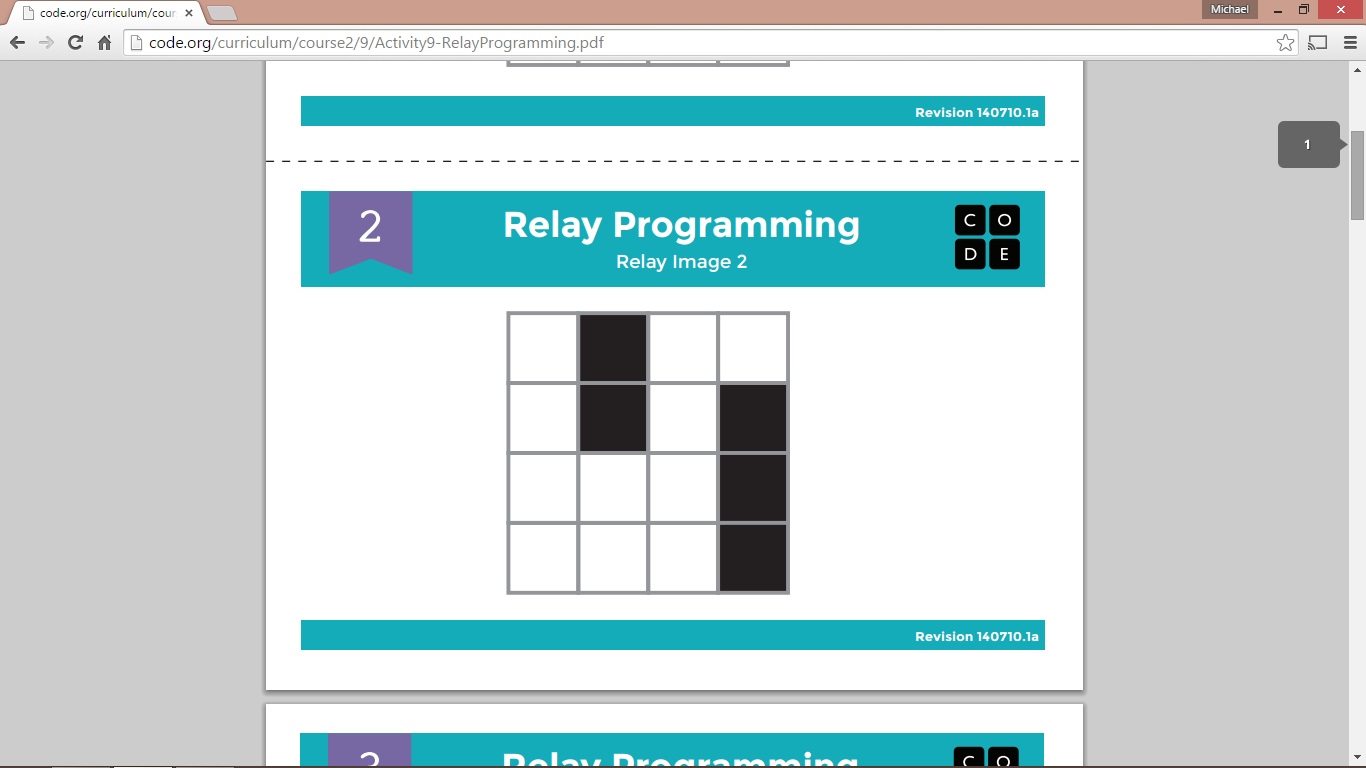 code.org/curriculum/cour
Michael
code.org/curriculum/course2/9/Activity9-RelayProgramming.pdf
Revision 140710.1a
1
2
Relay Programming
Relay Image 2
C O
D E
Revision 140710.1a
Relay Programming
C O